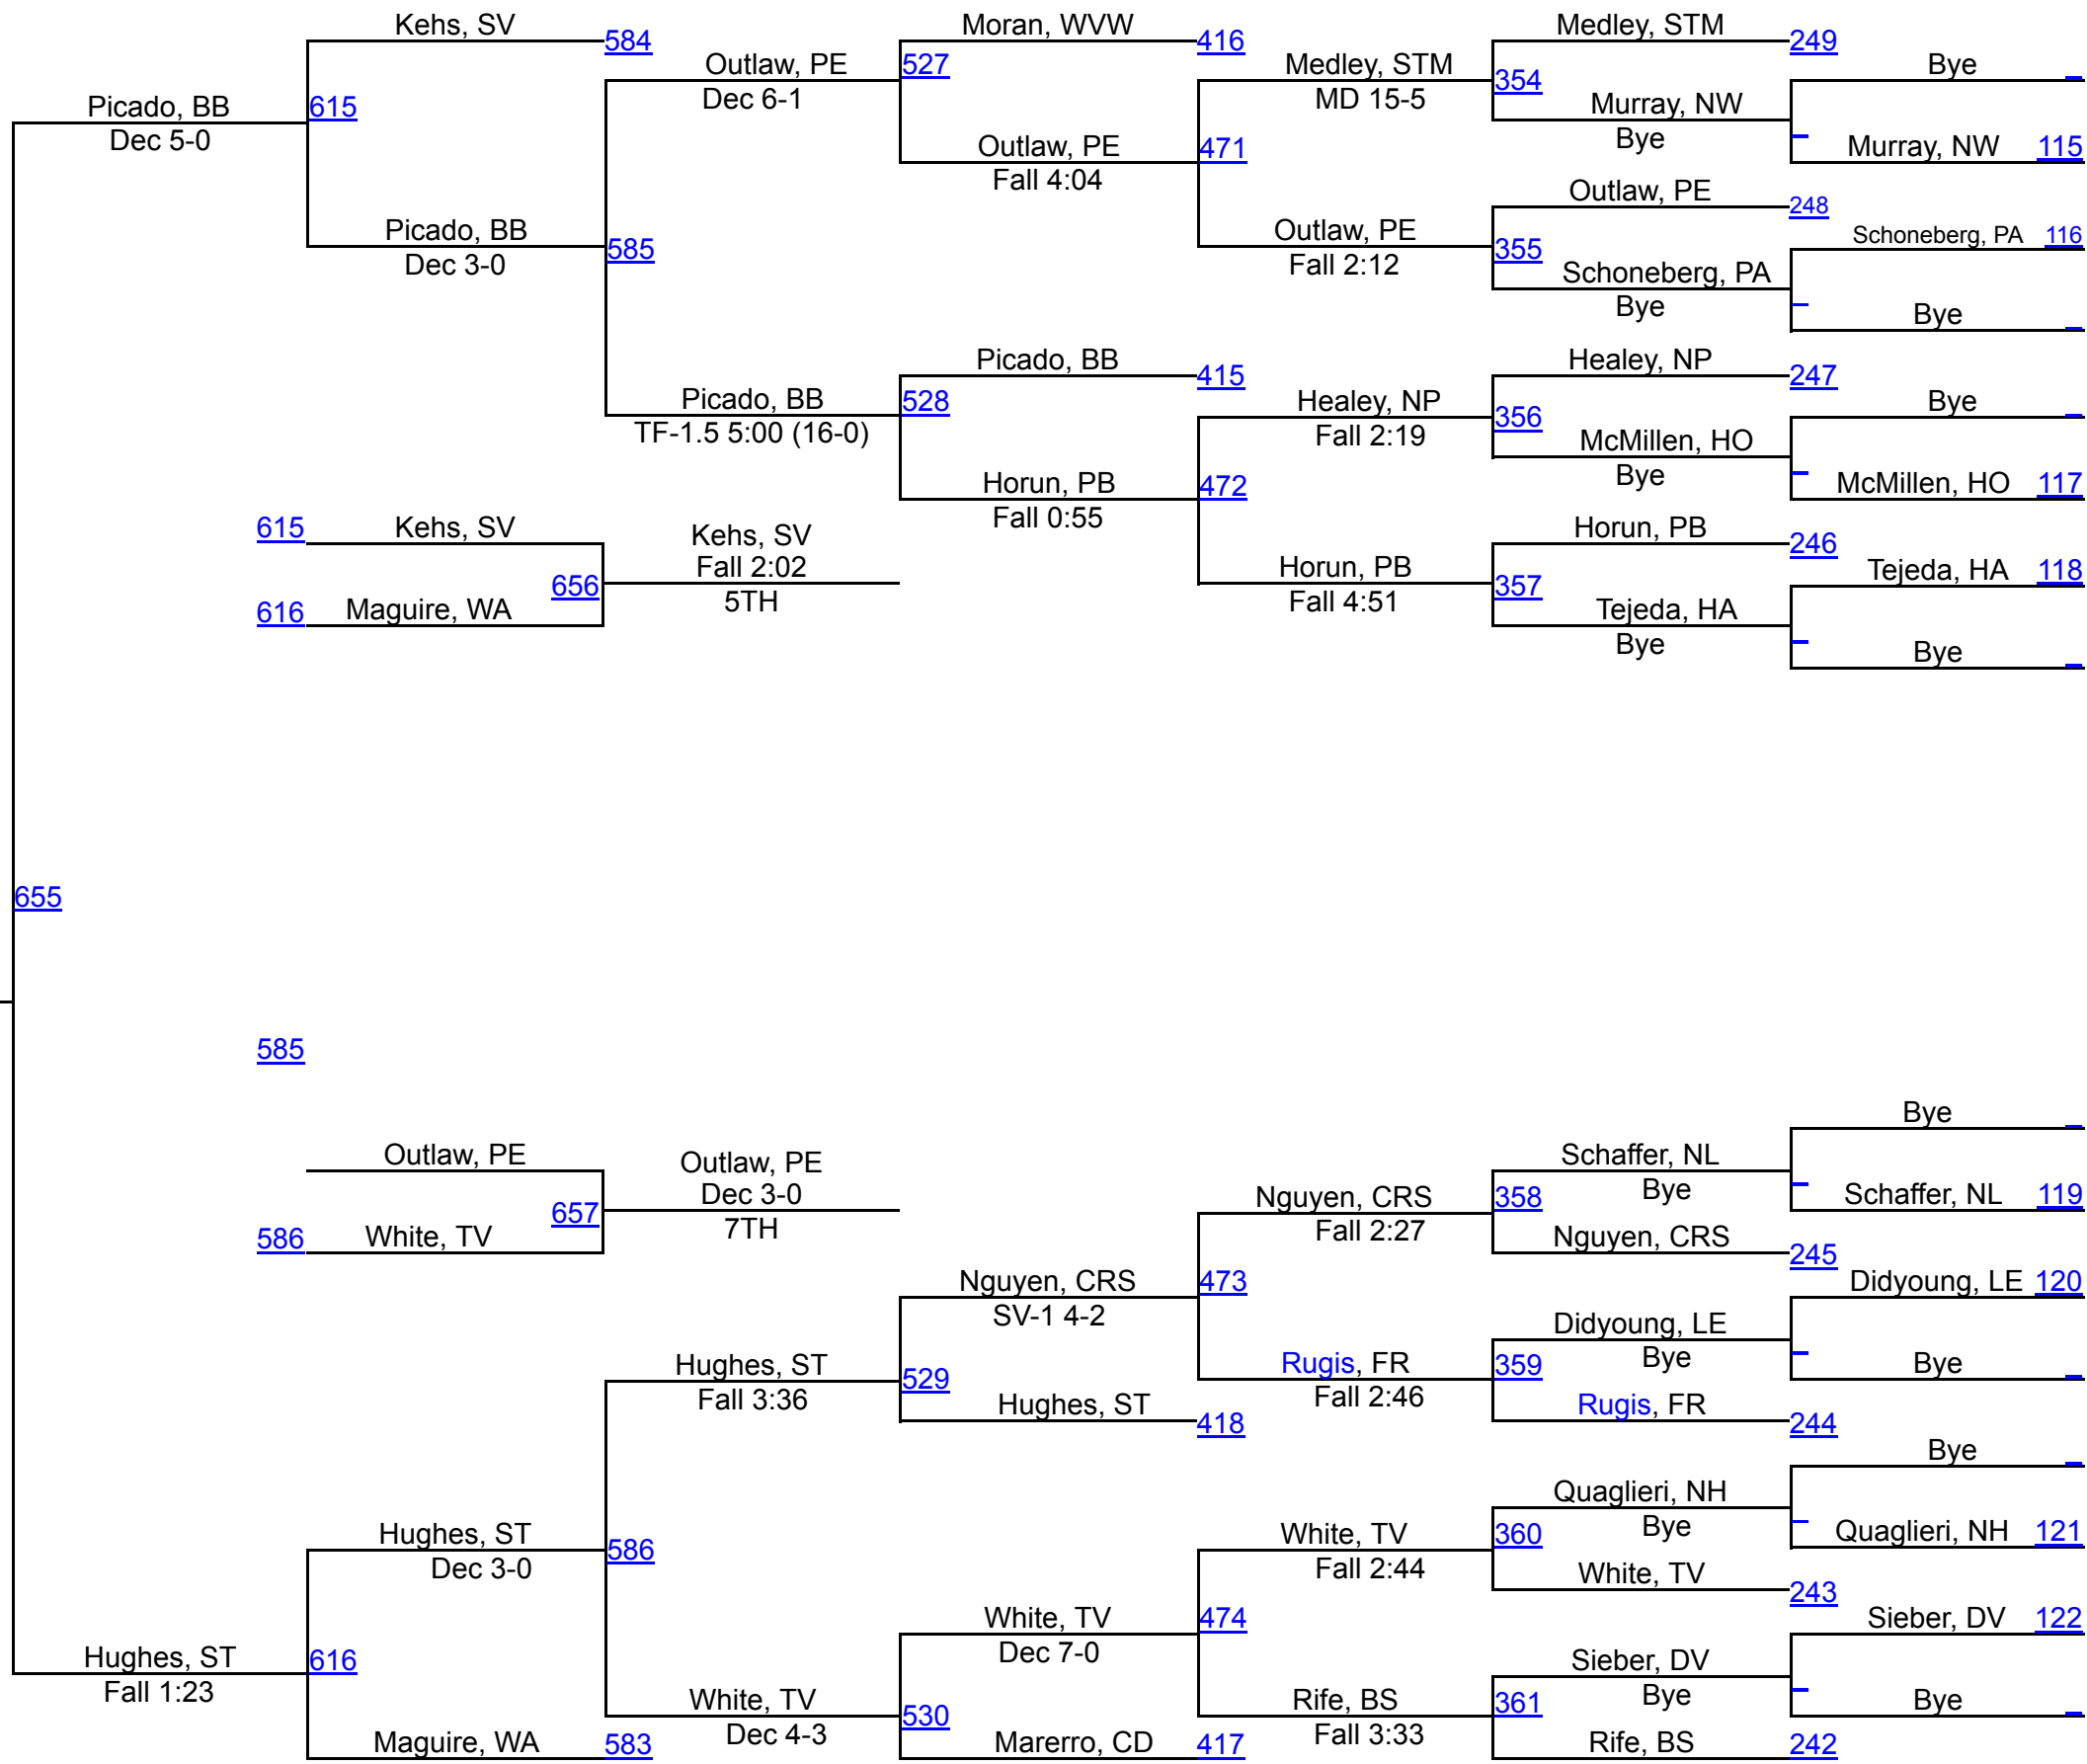 Kehs, SV
584
Moran, WVW
416
Medley, STM
249
Outlaw, PE
527
Medley, STM
354
Bye
Dec 6-1
MD 15-5
Picado, BB
615
Murray, NW
Dec 5-0
Bye
Outlaw, PE
471
Murray, NW 115
Fall 4:04
Outlaw, PE
248
Picado, BB
585
Outlaw, PE
355
Schoneberg, PA 116
Dec 3-0
Fall 2:12
Schoneberg, PA
Bye
Bye
Picado, BB
415
Healey, NP
247
Picado, BB
528
Healey, NP
356
Bye
TF-1.5 5:00 (16-0)
Fall 2:19
McMillen, HO
Bye
Horun, PB
472
McMillen, HO 117
Fall 0:55
615 Kehs, SV
Kehs, SV
Horun, PB
246
Fall 2:02
656
Horun, PB
357
Tejeda, HA 118
5TH
Fall 4:51
616 Maguire, WA
Tejeda, HA
Bye
Bye
655
585
Bye
Outlaw, PE
Outlaw, PE
Schaffer, NL
Dec 3-0
Bye
657
7TH
Nguyen, CRS
358
Schaffer, NL 119
Fall 2:27
586 White, TV
Nguyen, CRS
245
Nguyen, CRS
473
Didyoung, LE 120
SV-1 4-2
Didyoung, LE
Bye
Hughes, ST
529
Rugis, FR
359
Bye
Fall 3:36
Fall 2:46
Hughes, ST
418
Rugis, FR
244
Bye
Quaglieri, NH
Bye
Hughes, ST
586
White, TV
360
Quaglieri, NH 121
Dec 3-0
Fall 2:44
White, TV
243
White, TV
474
Sieber, DV 122
Dec 7-0
Hughes, ST
616
Sieber, DV
Fall 1:23
Bye
White, TV
530
Rife, BS
361
Bye
Dec 4-3
Fall 3:33
Maguire, WA
583
Marerro, CD
417
Rife, BS
242